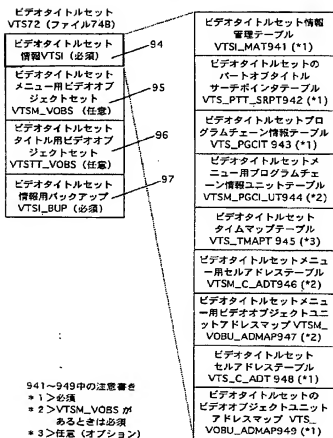 ビデオタイトルセット
VTS72(ファイル74B)
ビデオタイトルセット
情報VTSI(必須)
94
ビデオタイトルセット
メニュー用ビデオオブ
ジェクトセット
VTSM_VOBS(任意)
95
ビデオタイトルセット
タイトル用ビデオオブ
ジェクトセット
VTSTT_VOBS(任意)
96
ビデオタイトルセット
情報用バックアップ
VTSI_BUP(必須)
97
941~949中の注意書き
*1>必須
*2>VTSM_VOBSが
あるときは必須
*3>任意(オプション)
ビデオタイトルセット情報
管理テーブル
VTSI_MAT941(*1)
ビデオタイトルセットの
パートオブタイトル
サーチポインタテーブル
VTS_PTT_SRPT942(*1)
ビデオタイトルセットプロ
グラムチェーン情報テーブル
VTS_PGCIT 943(*1)
ビデオタイトルセットメ
ニュー用プログラムチェ
ーン情報ユニットテーブル
VTSM_PGCI_UT944(*2)
ビデオタイトルセット
タイムマップテーブル
VTS_TMAPT 945(*3)
ビデオタイトルセットメニュ
ー用セルアドレステーブル
VTSM_C_ADT946(*2)
ビデオタイトルセットメニュ
ー用ビデオオブジェクトユニ
ットアドレスマップ VTSM_
VOBU_ADMAP947(*2)
ビデオタイトルセット
セルアドレステーブル
VTS_C_ADT 948(*1)
ビデオタイトルセットの
ビデオオブジェクトユニット
アドレスマップ VTS_
VOBU_ADMAP949(*1)